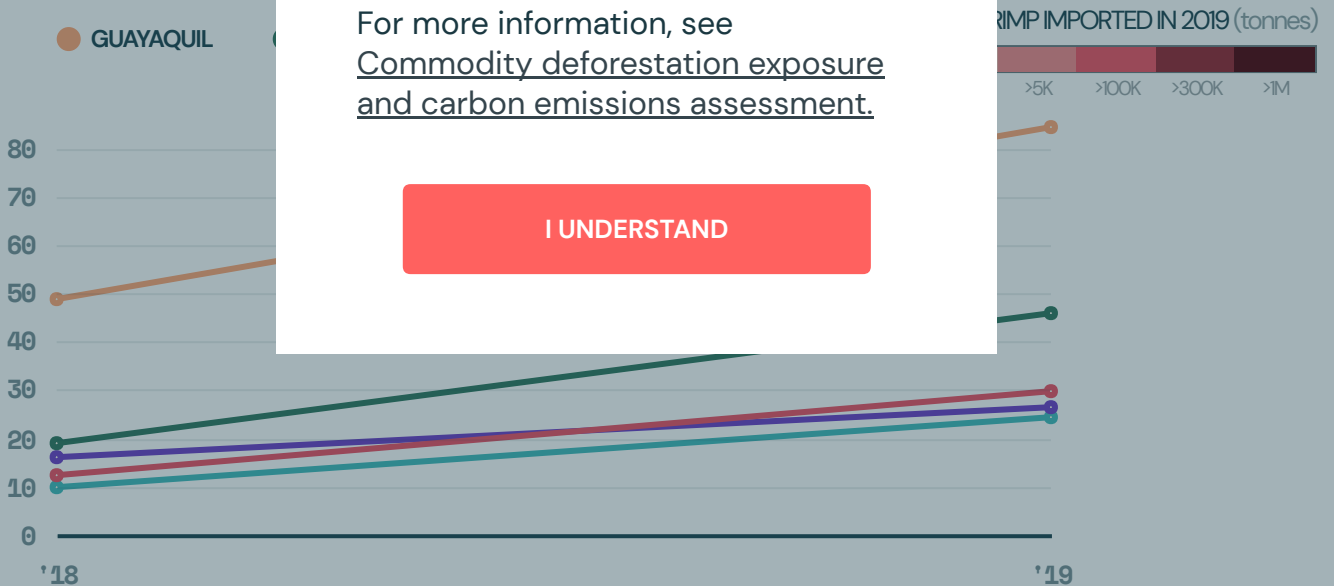 For more information, see
Commodity deforestation exposure
and carbon emissions assessment.
I UNDERSTAND
GUAYAQUIL
IMPORTED IN 2019 (tonnes)
>5K >100K >300K >1M
80
70
60
50
40
30
20
10
0
'18 '19